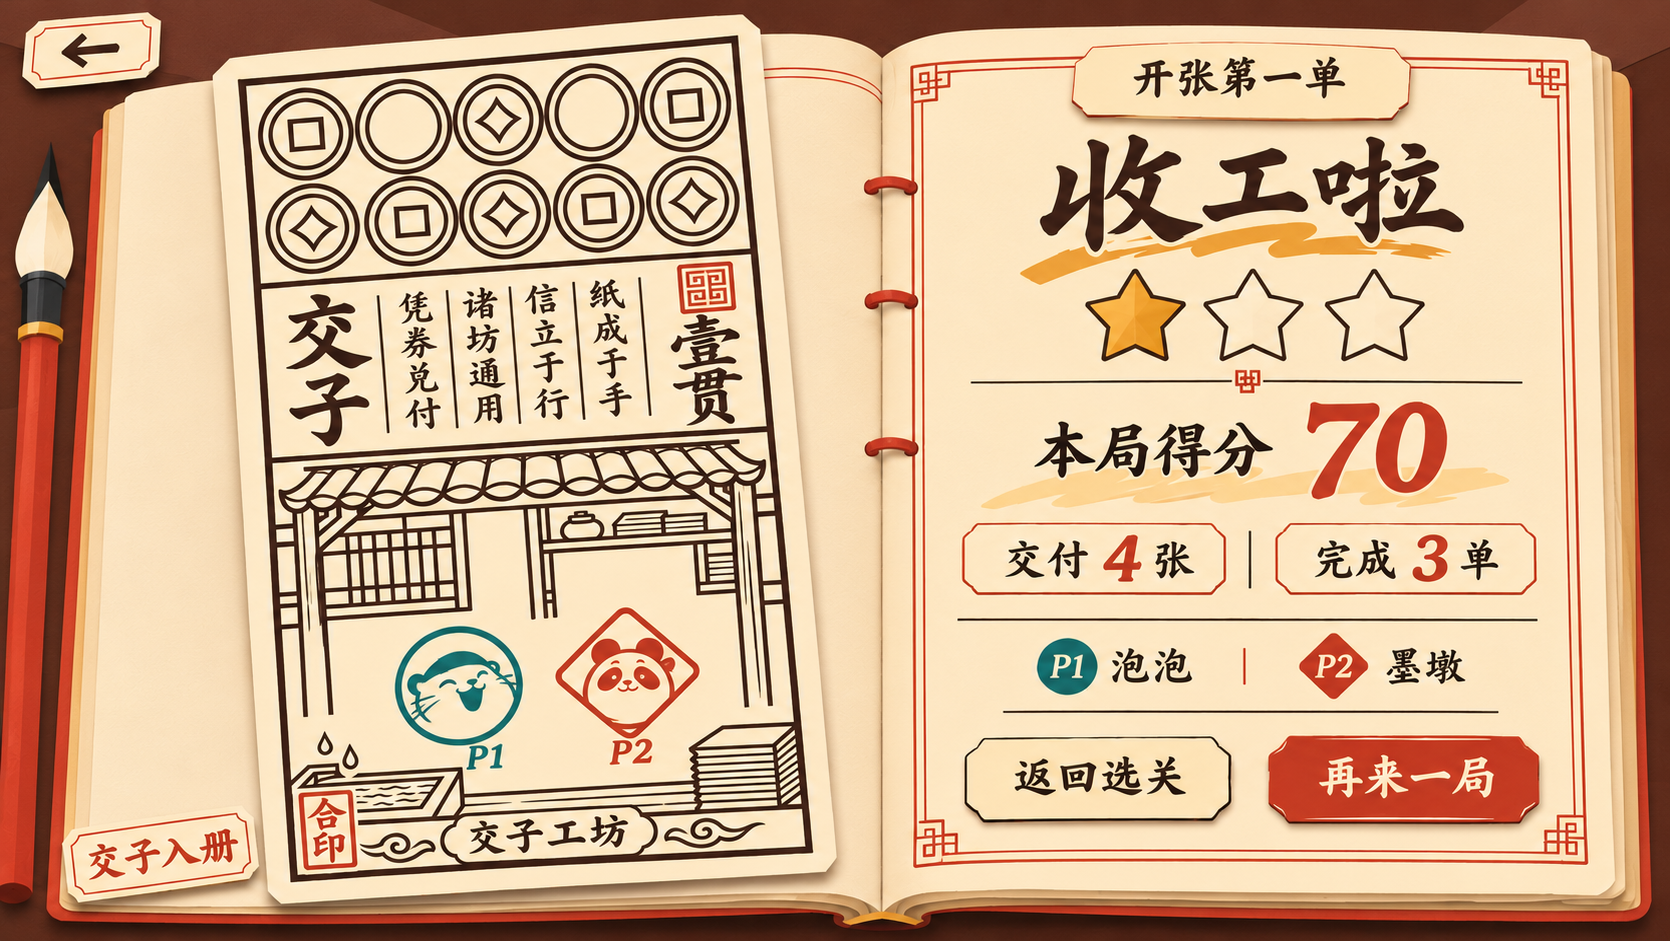 交子
凭券兑付
诸坊通用
信立于行
纸成于手
壹贯
P1
P2
合印
交子工坊
交子入册
开张第一单
收工啦
本局得分 70
交付 4 张
完成 3 单
P1 泡泡
P2 墨墩
返回选关
再来一局